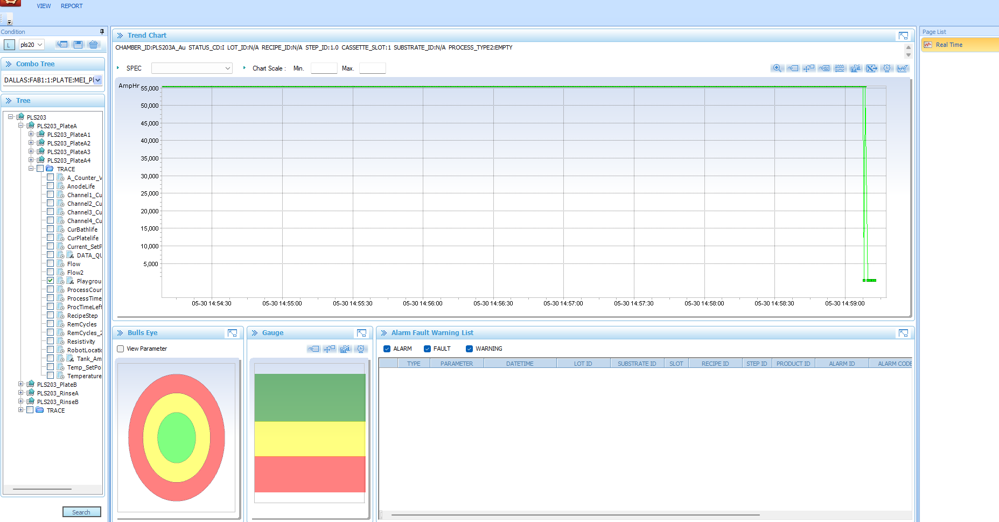 VIEW REPORT
Condition
L pls20
Combo Tree
DALLAS:FAB1:1:PLATE:MEI_Pl
Tree
PLS203
PLS203_PlateA
PLS203_PlateA1
PLS203_PlateA2
PLS203_PlateA3
PLS203_PlateA4
TRACE
A_Counter_V
AnodeLife
Channel1_Cu
Channel2_Cu
Channel3_Cu
Channel4_Cu
CurBathlife
CurPlatelife
Current_SetP
DATA_QU
Flow
Flow2
Playgrou
ProcessCour
ProcessTime
ProcTimeLeft
RecipeStep
RemCycles
RemCycles_2
Resistivity
RobotLocatio
Tank_Am
Temp_SetPo
Temperature
PLS203_PlateB
PLS203_RinseA
PLS203_RinseB
TRACE
Search
Trend Chart
CHAMBER_ID:PLS203A_Au STATUS_CD:I LOT_ID:N/A RECIPE_ID:N/A STEP_ID:1.0 CASSETTE_SLOT:1 SUBSTRATE_ID:N/A PROCESS_TYPE2:EMPTY
SPEC Chart Scale : Min. Max.
AmpHr
55,000
50,000
45,000
40,000
35,000
30,000
25,000
20,000
15,000
10,000
5,000
05-30 14:54:30 05-30 14:55:00 05-30 14:55:30 05-30 14:56:00 05-30 14:56:30 05-30 14:57:00 05-30 14:57:30 05-30 14:58:00 05-30 14:58:30 05-30 14:59:00
Bulls Eye
View Parameter
Gauge
Alarm Fault Warning List
ALARM FAULT WARNING
TYPE PARAMETER DATETIME LOT ID SUBSTRATE ID SLOT RECIPE ID STEP ID PRODUCT ID ALARM ID ALARM CODE
Page List
Real Time